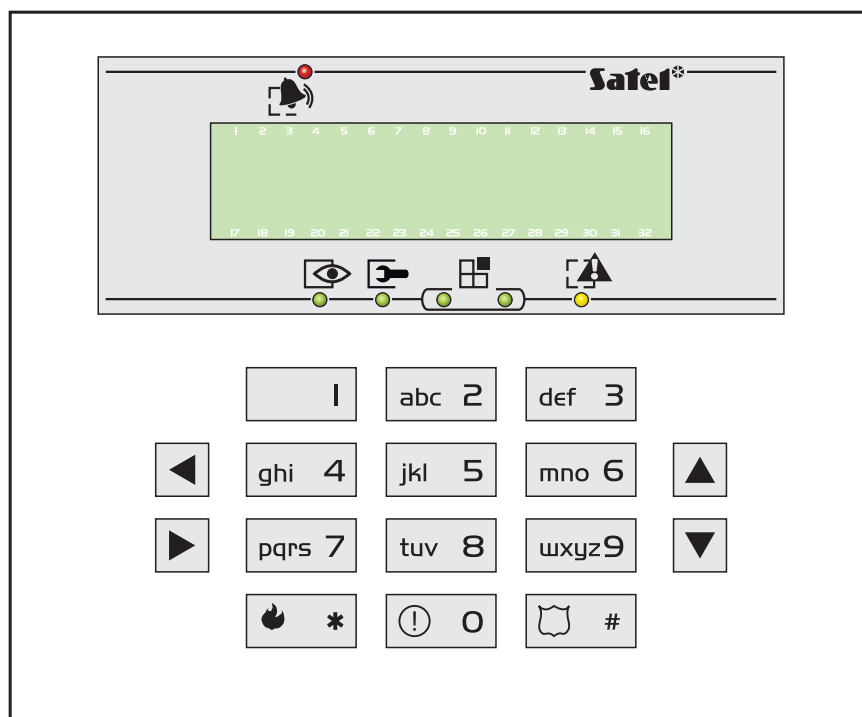 Satel
1 2 3 4 5 6 7 8 9 10 11 12 13 14 15 16
17 18 19 20 21 22 23 24 25 26 27 28 29 30 31 32
1 abc 2 def 3
ghi 4 jkl 5 mno 6
pqrs 7 tuv 8 wxyz 9
* 0 #